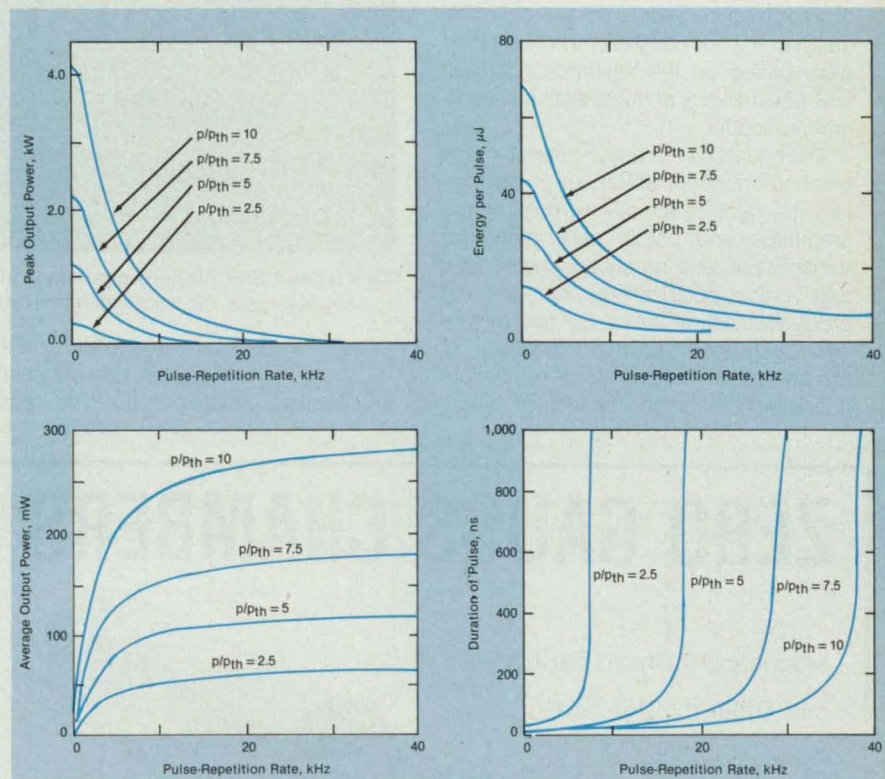 4.0
2.0
0.0
Peak Output Power, kW
p/pth = 10
p/pth = 7.5
p/pth = 5
p/pth = 2.5
0
20
40
Pulse-Repetition Rate, kHz
80
40
0
Energy per Pulse, μJ
p/pth = 10
p/pth = 7.5
p/pth = 5
p/pth = 2.5
0
20
40
Pulse-Repetition Rate, kHz
300
200
100
0
Average Output Power, mW
p/pth = 10
p/pth = 7.5
p/pth = 5
p/pth = 2.5
0
20
40
Pulse-Repetition Rate, kHz
1,000
800
600
400
200
0
Duration of Pulse, ns
p/pth = 2.5
p/pth = 5
p/pth = 7.5
p/pth = 10
0
20
40
Pulse-Repetition Rate, kHz